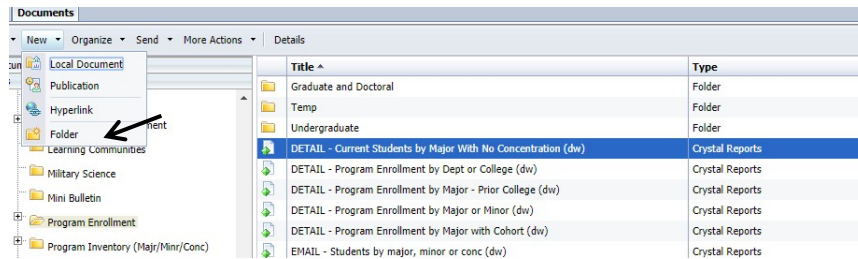 Documents
New Organize Send More Actions Details
Local Document
Publication
Hyperlink
Folder
Learning Communities
Military Science
Mini Bulletin
Program Enrollment
Program Inventory (Majr/Minr/Conc)
Title Type
Graduate and Doctoral Folder
Temp Folder
Undergraduate Folder
DETAIL - Current Students by Major With No Concentration (dw) Crystal Reports
DETAIL - Program Enrollment by Dept or College (dw) Crystal Reports
DETAIL - Program Enrollment by Major - Prior College (dw) Crystal Reports
DETAIL - Program Enrollment by Major or Minor (dw) Crystal Reports
DETAIL - Program Enrollment by Major with Cohort (dw) Crystal Reports
EMAIL - Students by major, minor or conc (dw) Crystal Reports